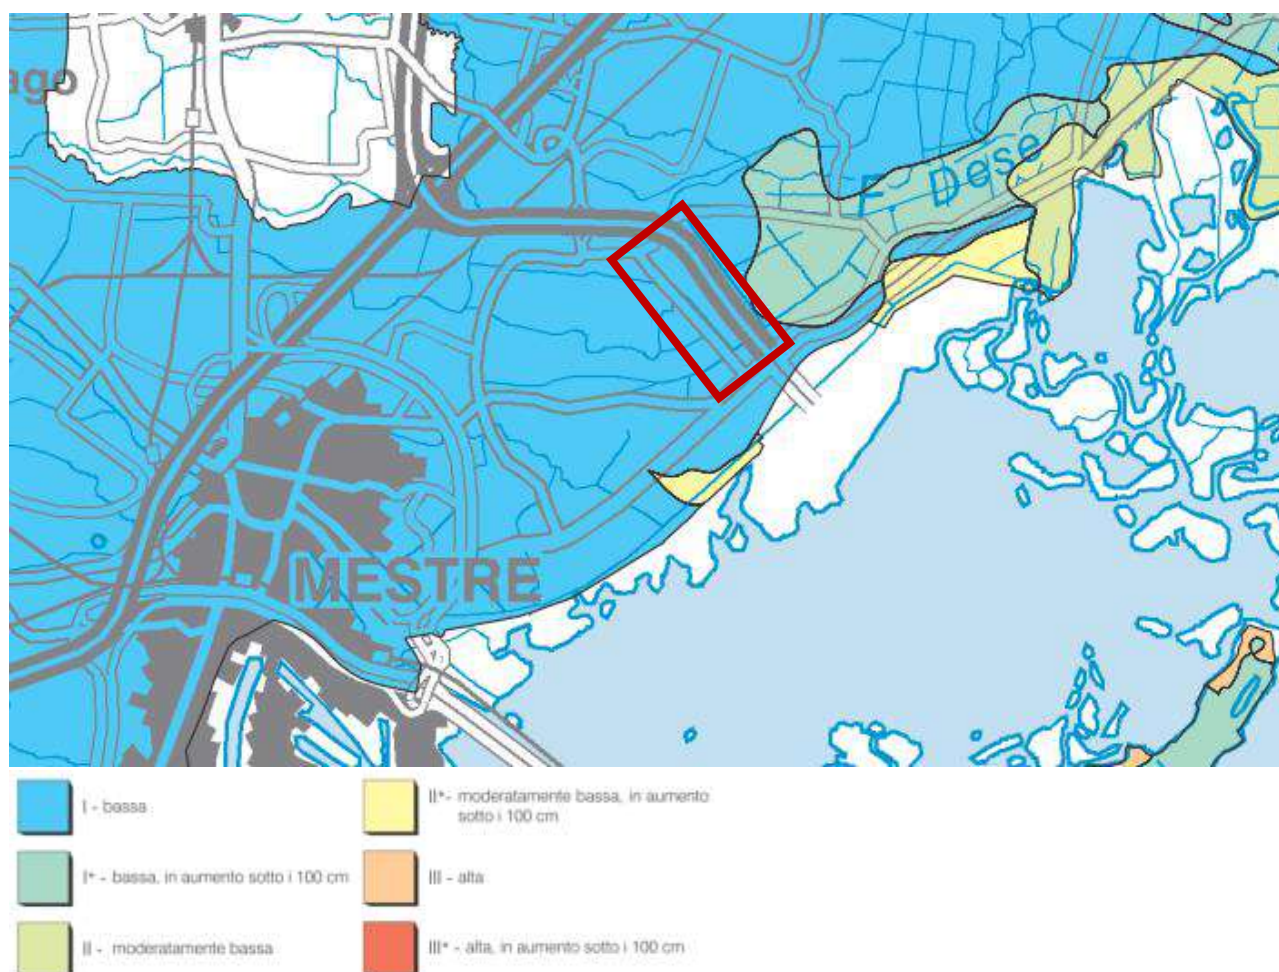 ago
F Dese
MESTRE
I - bassa
I* - bassa, in aumento sotto i 100 cm
II - moderatamente bassa
II*- moderatamente bassa, in aumento
sotto i 100 cm
III - alta
III* - alta, in aumento sotto i 100 cm